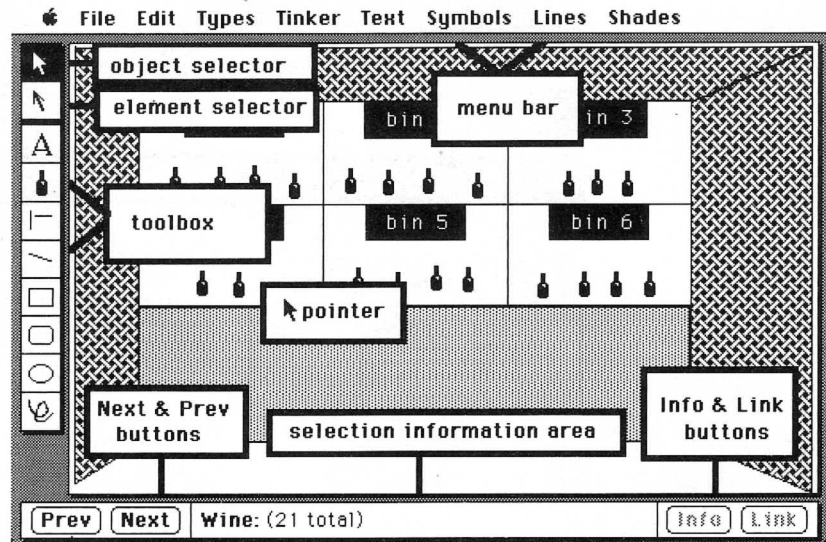 File Edit Types Tinker Text Symbols Lines Shades
object selector
element selector
menu bar
bin
in 3
A
toolbox
bin 5
bin 6
pointer
Next & Prev
buttons
selection information area
Info & Link
buttons
Prev Next Wine: (21 total) Info Link